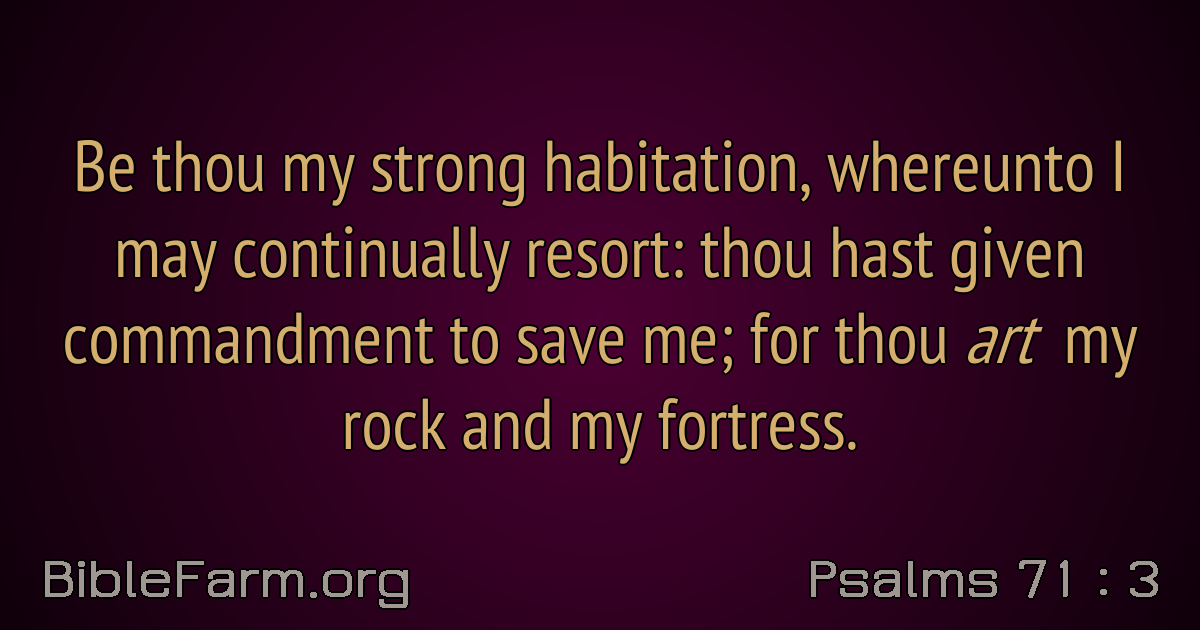 Be thou my strong habitation, whereunto I
may continually resort: thou hast given
commandment to save me; for thou art my
rock and my fortress.
BibleFarm.org
Psalms 71 : 3